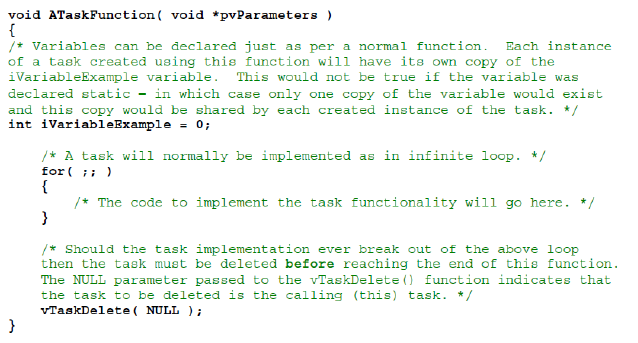 void ATaskFunction( void *pvParameters )
{
/* Variables can be declared just as per a normal function.  Each instance
of a task created using this function will have its own copy of the
iVariableExample variable.  This would not be true if the variable was
declared static – in which case only one copy of the variable would exist
and this copy would be shared by each created instance of the task. */
int iVariableExample = 0;

    /* A task will normally be implemented as in infinite loop. */
    for( ;; )
    {
        /* The code to implement the task functionality will go here. */
    }

    /* Should the task implementation ever break out of the above loop
    then the task must be deleted before reaching the end of this function.
    The NULL parameter passed to the vTaskDelete() function indicates that
    the task to be deleted is the calling (this) task. */
    vTaskDelete( NULL );
}